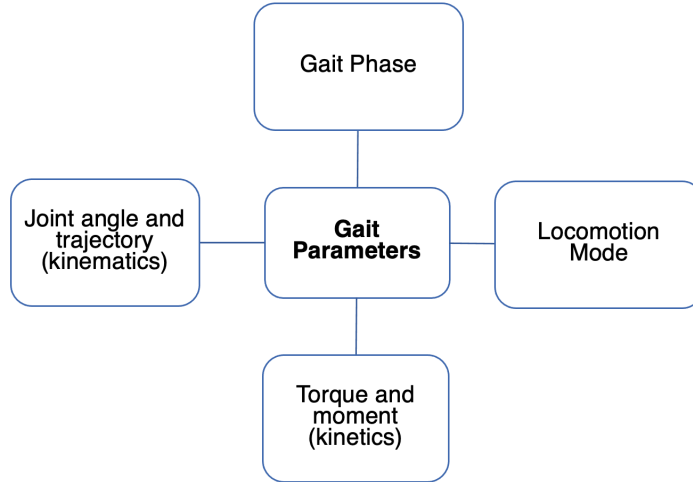 Gait Phase
Joint angle and
trajectory
(kinematics)
Gait
Parameters
Locomotion
Mode
Torque and
moment
(kinetics)